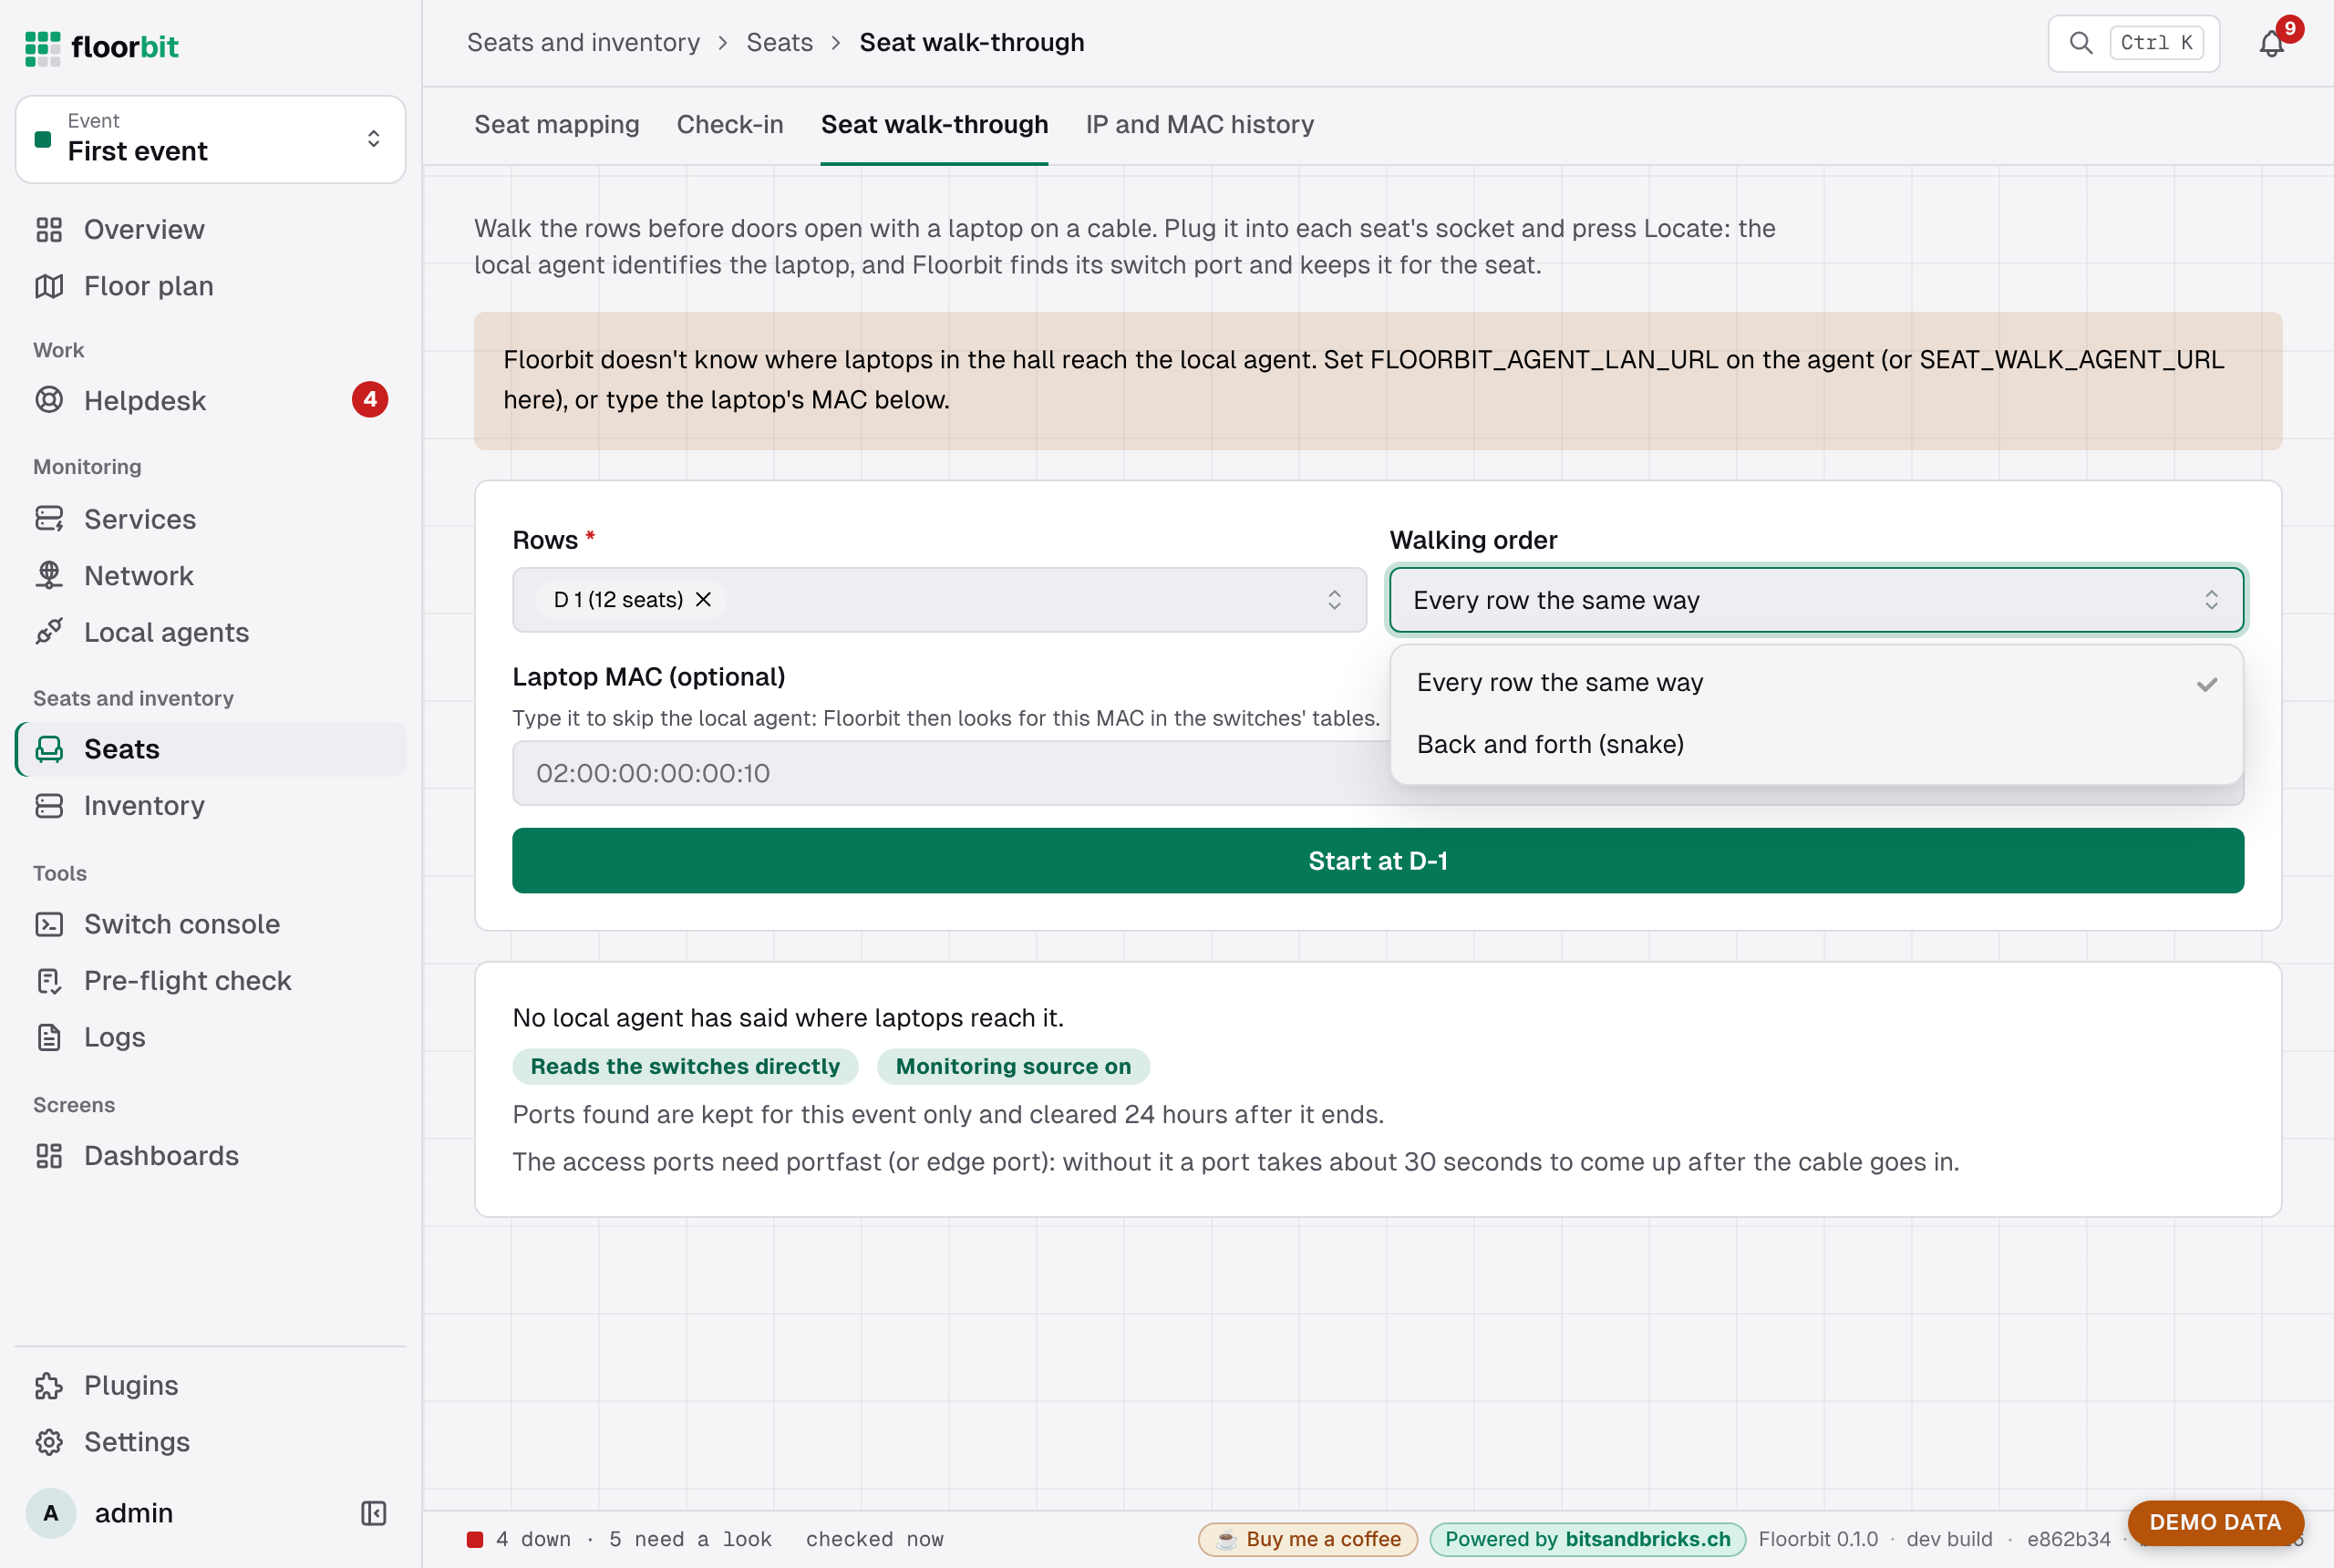 floorbit
Event
First event
Overview
Floor plan
Work
Helpdesk
4
Monitoring
Services
Network
Local agents
Seats and inventory
Seats
Inventory
Tools
Switch console
Pre-flight check
Logs
Screens
Dashboards
Plugins
Settings
A admin
Seats and inventory > Seats > Seat walk-through
Ctrl K
9
Seat mapping Check-in Seat walk-through IP and MAC history
Walk the rows before doors open with a laptop on a cable. Plug it into each seat's socket and press Locate: the
local agent identifies the laptop, and Floorbit finds its switch port and keeps it for the seat.
Floorbit doesn't know where laptops in the hall reach the local agent. Set FLOORBIT_AGENT_LAN_URL on the agent (or SEAT_WALK_AGENT_URL
here), or type the laptop's MAC below.
Rows *
D 1 (12 seats)
Walking order
Every row the same way
Every row the same way
Back and forth (snake)
Laptop MAC (optional)
Type it to skip the local agent: Floorbit then looks for this MAC in the switches' tables.
02:00:00:00:00:10
Start at D-1
No local agent has said where laptops reach it.
Reads the switches directly Monitoring source on
Ports found are kept for this event only and cleared 24 hours after it ends.
The access ports need portfast (or edge port): without it a port takes about 30 seconds to come up after the cable goes in.
4 down · 5 need a look checked now
Buy me a coffee
Powered by bitsandbricks.ch
Floorbit 0.1.0 · dev build · e862b34 ·
DEMO DATA